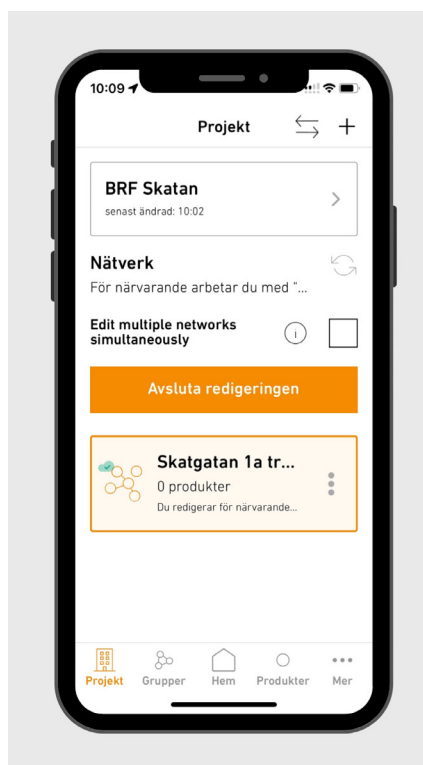 10:09
Projekt
BRF Skatan
senast ändrad: 10:02
Nätverk
För närvarande arbetar du med "...
Edit multiple networks
simultaneously
Avsluta redigeringen
Skatgatan 1a tr...
0 produkter
Du redigerar för närvarande...
Projekt Grupper Hem Produkter Mer